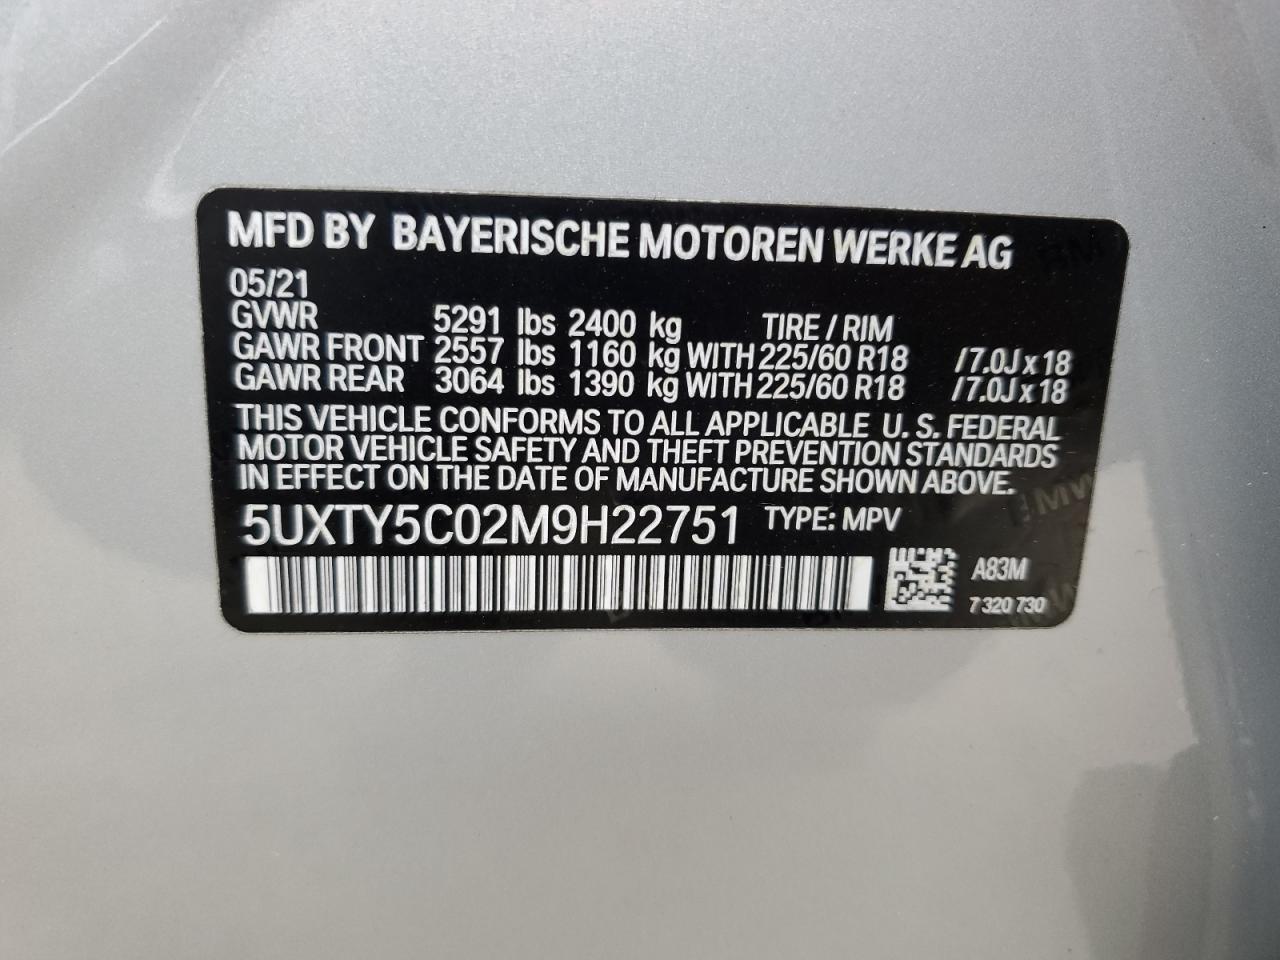 MFD BY BAYERISCHE MOTOREN WERKE AG
05/21
GVWR 5291 lbs 2400 kg TIRE / RIM
GAWR FRONT 2557 lbs 1160 kg WITH 225/60 R18 /7.0J x 18
GAWR REAR 3064 lbs 1390 kg WITH 225/60 R18 /7.0J x 18
THIS VEHICLE CONFORMS TO ALL APPLICABLE U. S. FEDERAL
MOTOR VEHICLE SAFETY AND THEFT PREVENTION STANDARDS
IN EFFECT ON THE DATE OF MANUFACTURE SHOWN ABOVE.
5UXTY5C02M9H22751 TYPE: MPV
A83M
7 320 730